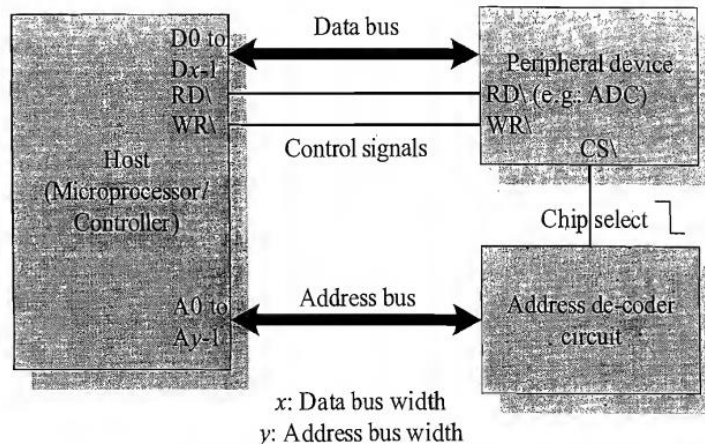 D0 to
Dx-1
RD\
WR\
Host
(Microprocessor/
Controller)
A0 to
Ay-1
Data bus
Control signals
Address bus
Peripheral device
RD\ (e.g.: ADC)
WR\
CS\
Chip select
Address de-coder
circuit
x: Data bus width
y: Address bus width